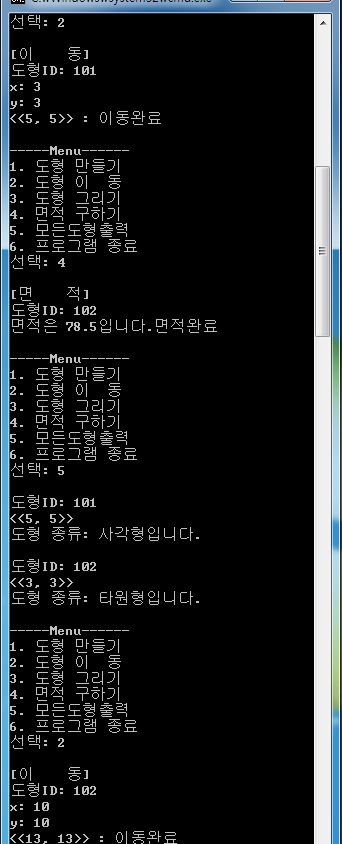 선택: 2
[이    동]
도형ID: 101
x: 3
y: 3
<<5, 5>> : 이동완료
-----Menu------
1. 도형 만들기
2. 도형 이  동
3. 도형 그리기
4. 면적 구하기
5. 모든도형출력
6. 프로그램 종료
선택: 4
[면    적]
도형ID: 102
면적은 78.5입니다.면적완료
-----Menu------
1. 도형 만들기
2. 도형 이  동
3. 도형 그리기
4. 면적 구하기
5. 모든도형출력
6. 프로그램 종료
선택: 5
도형ID: 101
<<5, 5>>
도형 종류: 사각형입니다.
도형ID: 102
<<3, 3>>
도형 종류: 타원형입니다.
-----Menu------
1. 도형 만들기
2. 도형 이  동
3. 도형 그리기
4. 면적 구하기
5. 모든도형출력
6. 프로그램 종료
선택: 2
[이    동]
도형ID: 102
x: 10
y: 10
<<13, 13>> : 이동완료